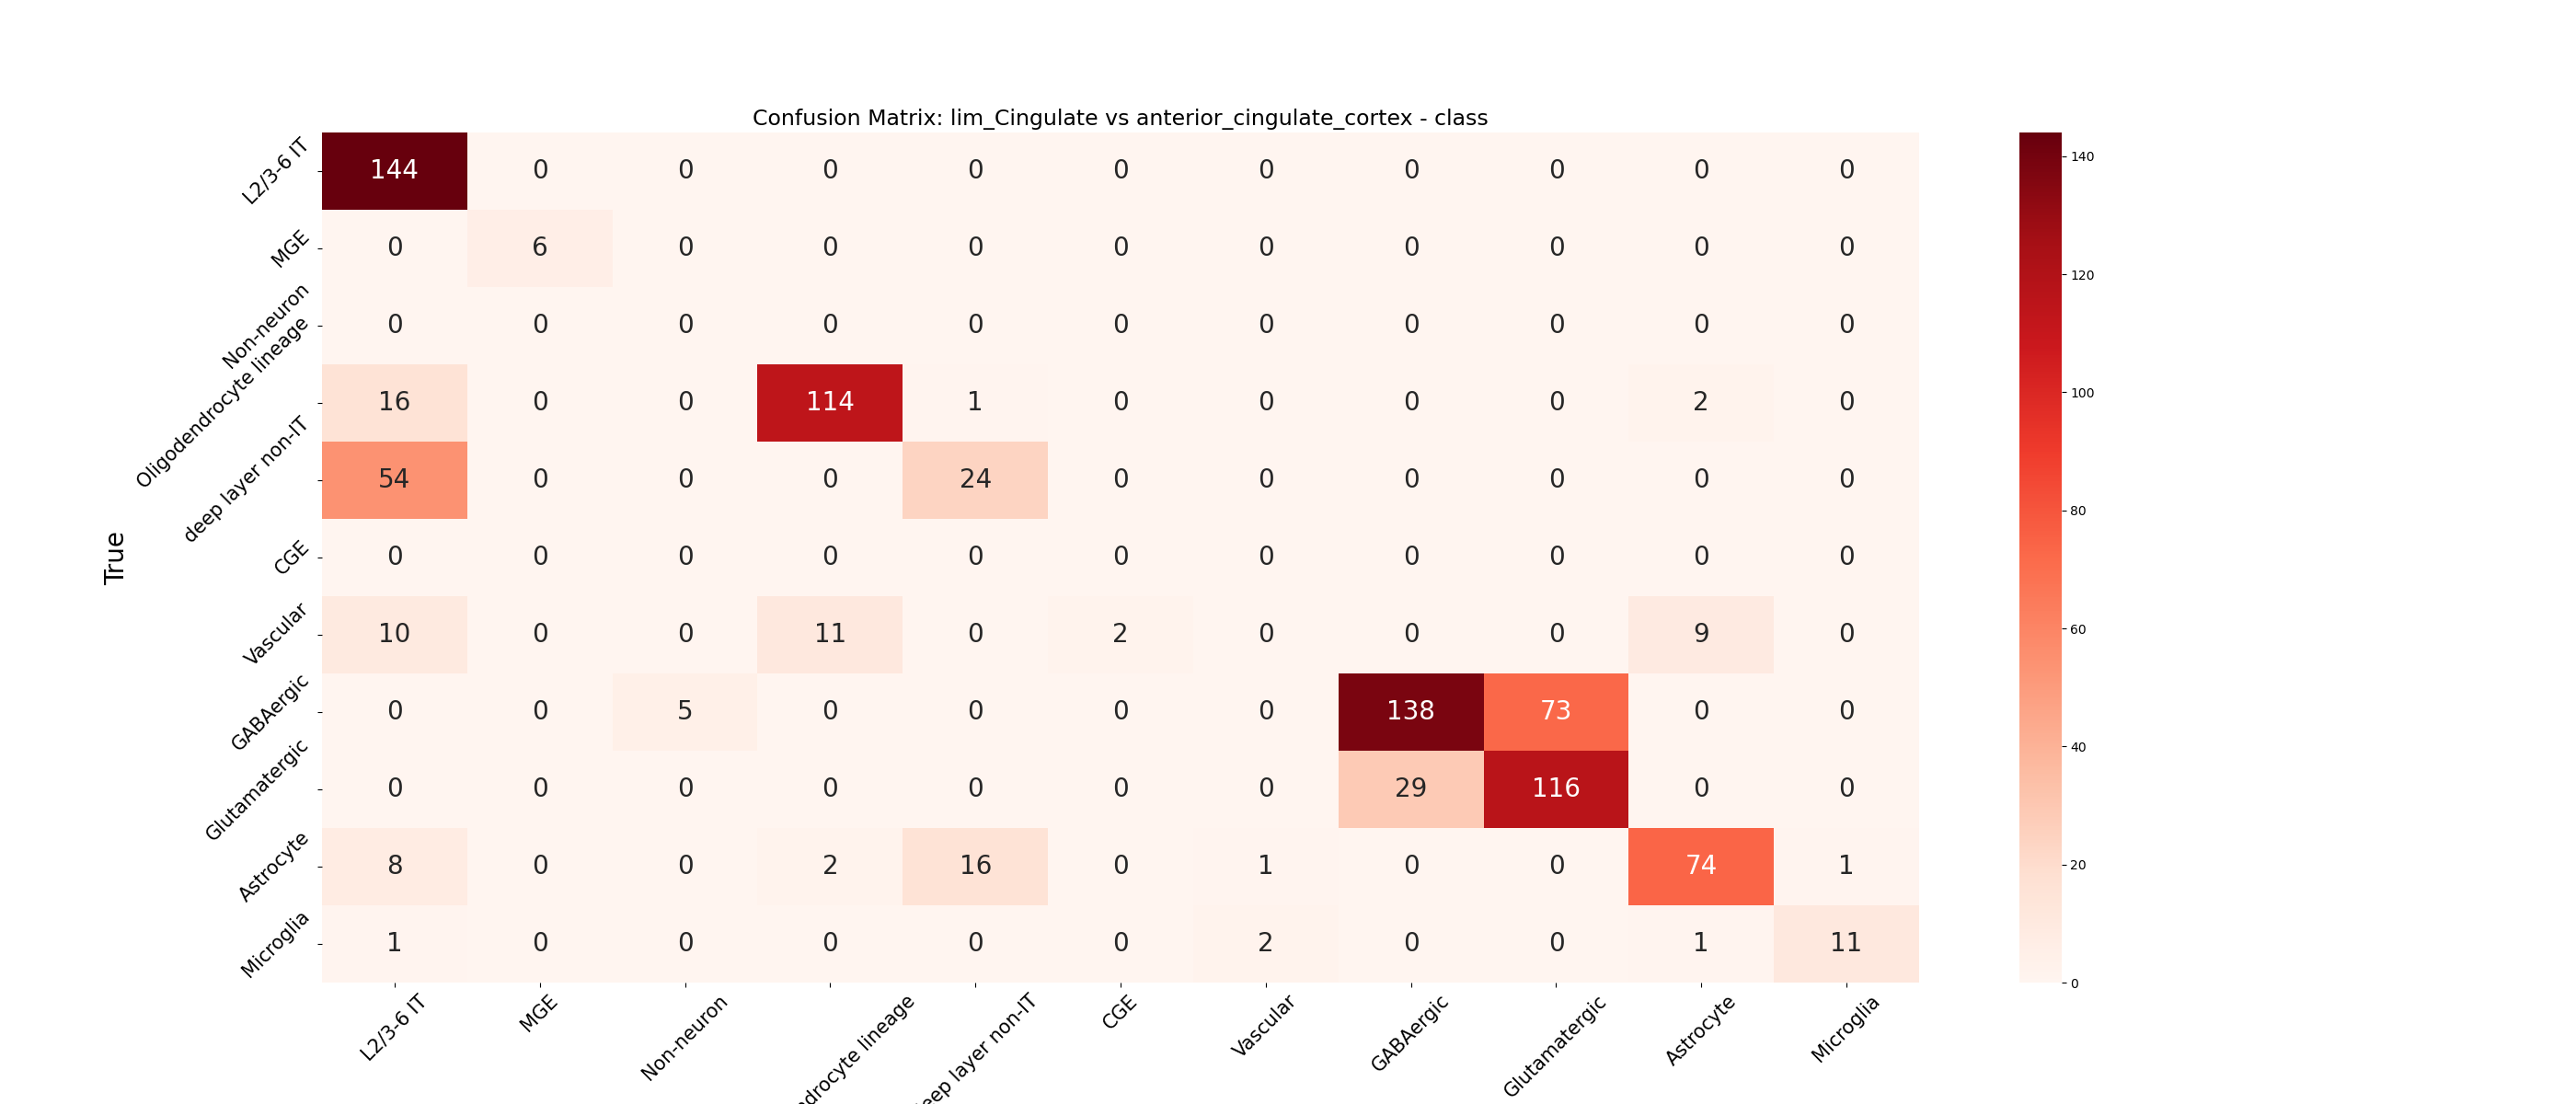 Confusion Matrix: lim_Cingulate vs anterior_cingulate_cortex - class
True
L2/3-6 IT 144 0 0 0 0 0 0 0 0 0 0
MGE 0 6 0 0 0 0 0 0 0 0 0
Non-neuron 0 0 0 0 0 0 0 0 0 0 0
Oligodendrocyte lineage 16 0 0 114 1 0 0 0 0 2 0
deep layer non-IT 54 0 0 0 24 0 0 0 0 0 0
CGE 0 0 0 0 0 0 0 0 0 0 0
Vascular 10 0 0 11 0 2 0 0 0 9 0
GABAergic 0 0 5 0 0 0 0 138 73 0 0
Glutamatergic 0 0 0 0 0 0 0 29 116 0 0
Astrocyte 8 0 0 2 16 0 1 0 0 74 1
Microglia 1 0 0 0 0 0 2 0 0 1 11
L2/3-6 IT MGE Non-neuron ndrocyte lineage eep layer non-IT CGE Vascular GABAergic Glutamatergic Astrocyte Microglia
140
120
100
80
60
40
20
0